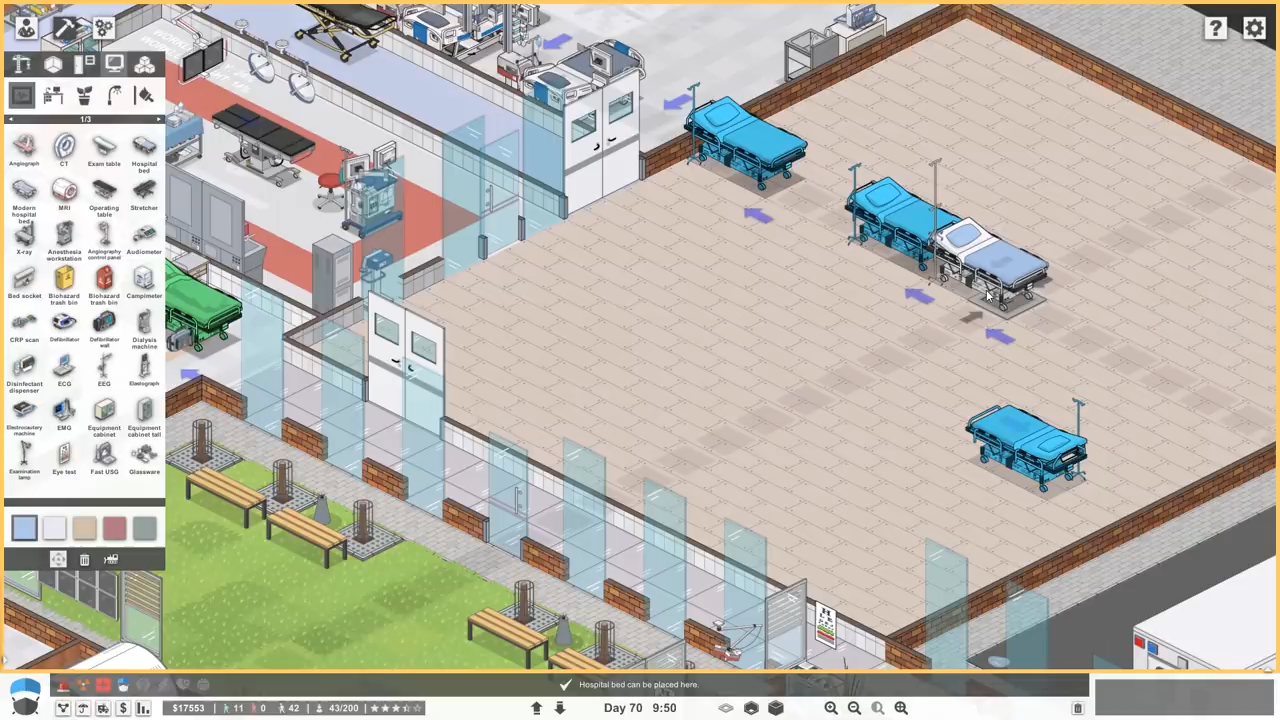 1/3
Angiograph CT Exam table Hospital bed
Modern hospital bed MRI Operating table Stretcher
X-ray Anesthesia workstation Angiography control panel Audiometer
Bed socket Biohazard trash bin Biohazard trash bin Campimeter
CRP scan Defibrillator Defibrillator wall Dialysis machine
Disinfectant dispenser ECG EEG Elastograph
Electrocautery machine EMG Equipment cabinet Equipment cabinet tall
Examination lamp Eye test Fast USG Glassware
?
Hospital bed can be placed here.
$17553 11 0 42 43/200
Day 70 9:50